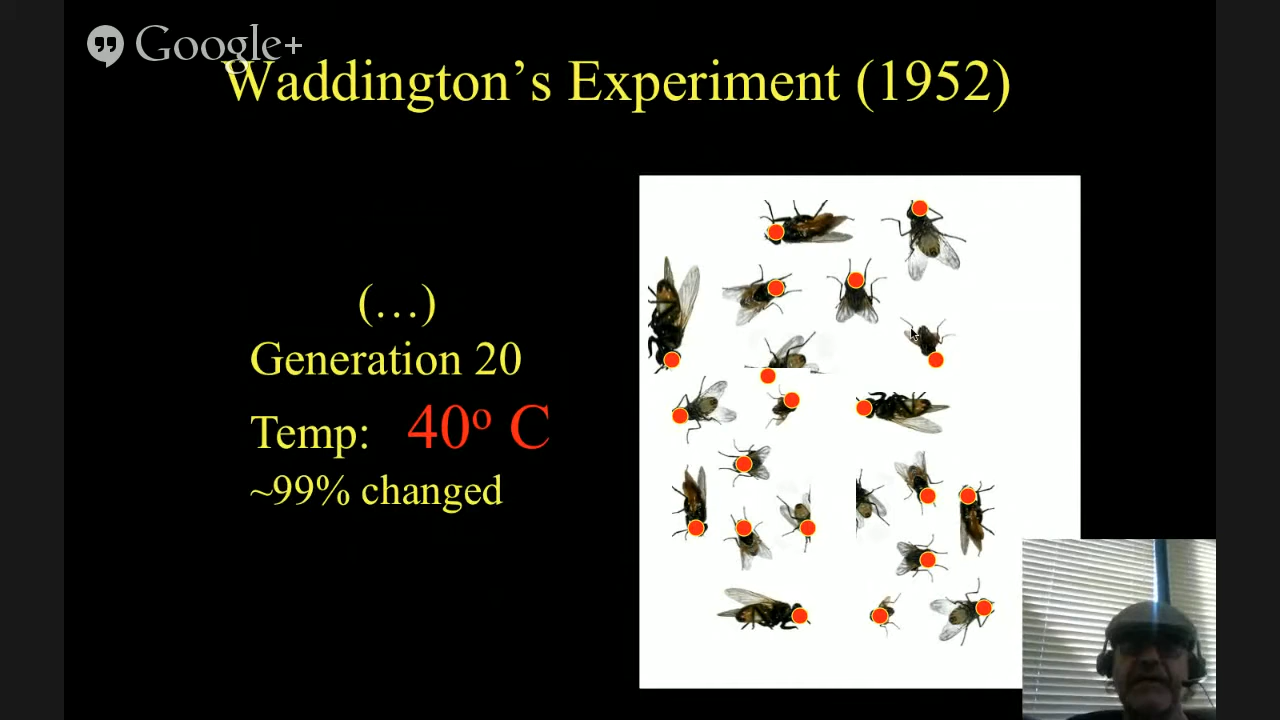 Google+
Waddington's Experiment (1952)
(…)
Generation 20
Temp: 40º C
~99% changed